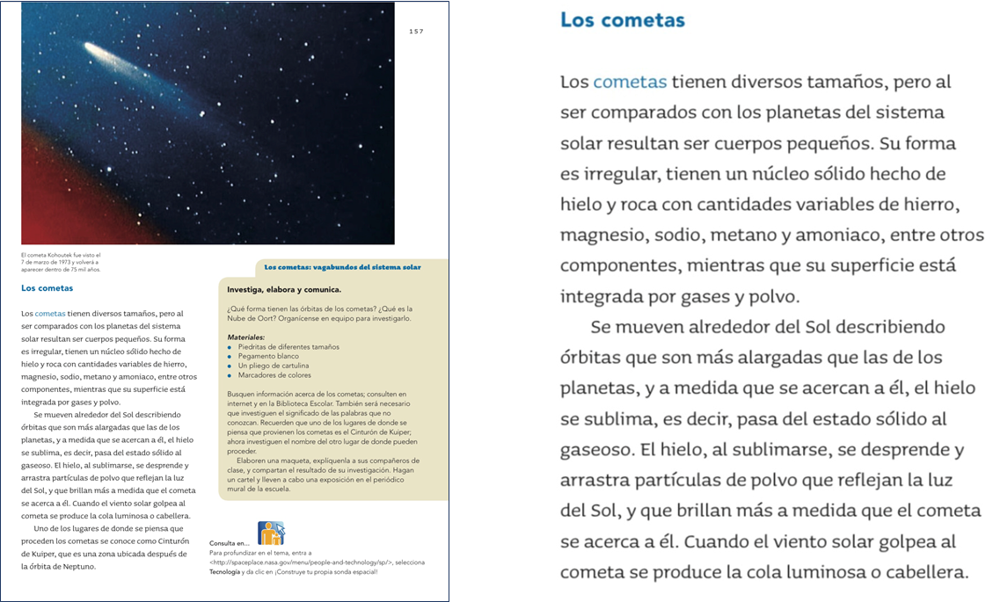 157
El cometa Kohoutek fue visto el
7 de marzo de 1973 y volverá a
aparecer dentro de 75 mil años.
Los cometas
Los cometas tienen diversos tamaños, pero al
ser comparados con los planetas del sistema
solar resultan ser cuerpos pequeños. Su forma
es irregular, tienen un núcleo sólido hecho de
hielo y roca con cantidades variables de hierro,
magnesio, sodio, metano y amoniaco, entre otros
componentes, mientras que su superficie está
integrada por gases y polvo.
Se mueven alrededor del Sol describiendo
órbitas que son más alargadas que las de los
planetas, y a medida que se acercan a él, el hielo
se sublima, es decir, pasa del estado sólido al
gaseoso. El hielo, al sublimarse, se desprende y
arrastra partículas de polvo que reflejan la luz
del Sol, y que brillan más a medida que el cometa
se acerca a él. Cuando el viento solar golpea al
cometa se produce la cola luminosa o cabellera.
Uno de los lugares de donde se piensa que
proceden los cometas se conoce como Cinturón
de Kuiper, que es una zona ubicada después de
la órbita de Neptuno.
Los cometas: vagabundos del sistema solar
Investiga, elabora y comunica.
¿Qué forma tienen las órbitas de los cometas? ¿Qué es la
Nube de Oort? Organícense en equipo para investigarlo.
Materiales:
● Piedritas de diferentes tamaños
● Pegamento blanco
● Un pliego de cartulina
● Marcadores de colores
Busquen información acerca de los cometas; consulten en
internet y en la Biblioteca Escolar. También será necesario
que investiguen el significado de las palabras que no
conozcan. Recuerden que uno de los lugares de donde se
piensa que provienen los cometas es el Cinturón de Kuiper;
ahora investiguen el nombre del otro lugar de donde pueden
proceder.
Elaboren una maqueta, explíquenla a sus compañeros de
clase, y compartan el resultado de su investigación. Hagan
un cartel y lleven a cabo una exposición en el periódico
mural de la escuela.
Consulta en...
Para profundizar en el tema, entra a
<http://spaceplace.nasa.gov/menu/people-and-technology/sp/>, selecciona
Tecnología y da clic en ¡Construye tu propia sonda espacial!
Los cometas
Los cometas tienen diversos tamaños, pero al
ser comparados con los planetas del sistema
solar resultan ser cuerpos pequeños. Su forma
es irregular, tienen un núcleo sólido hecho de
hielo y roca con cantidades variables de hierro,
magnesio, sodio, metano y amoniaco, entre otros
componentes, mientras que su superficie está
integrada por gases y polvo.
Se mueven alrededor del Sol describiendo
órbitas que son más alargadas que las de los
planetas, y a medida que se acercan a él, el hielo
se sublima, es decir, pasa del estado sólido al
gaseoso. El hielo, al sublimarse, se desprende y
arrastra partículas de polvo que reflejan la luz
del Sol, y que brillan más a medida que el cometa
se acerca a él. Cuando el viento solar golpea al
cometa se produce la cola luminosa o cabellera.